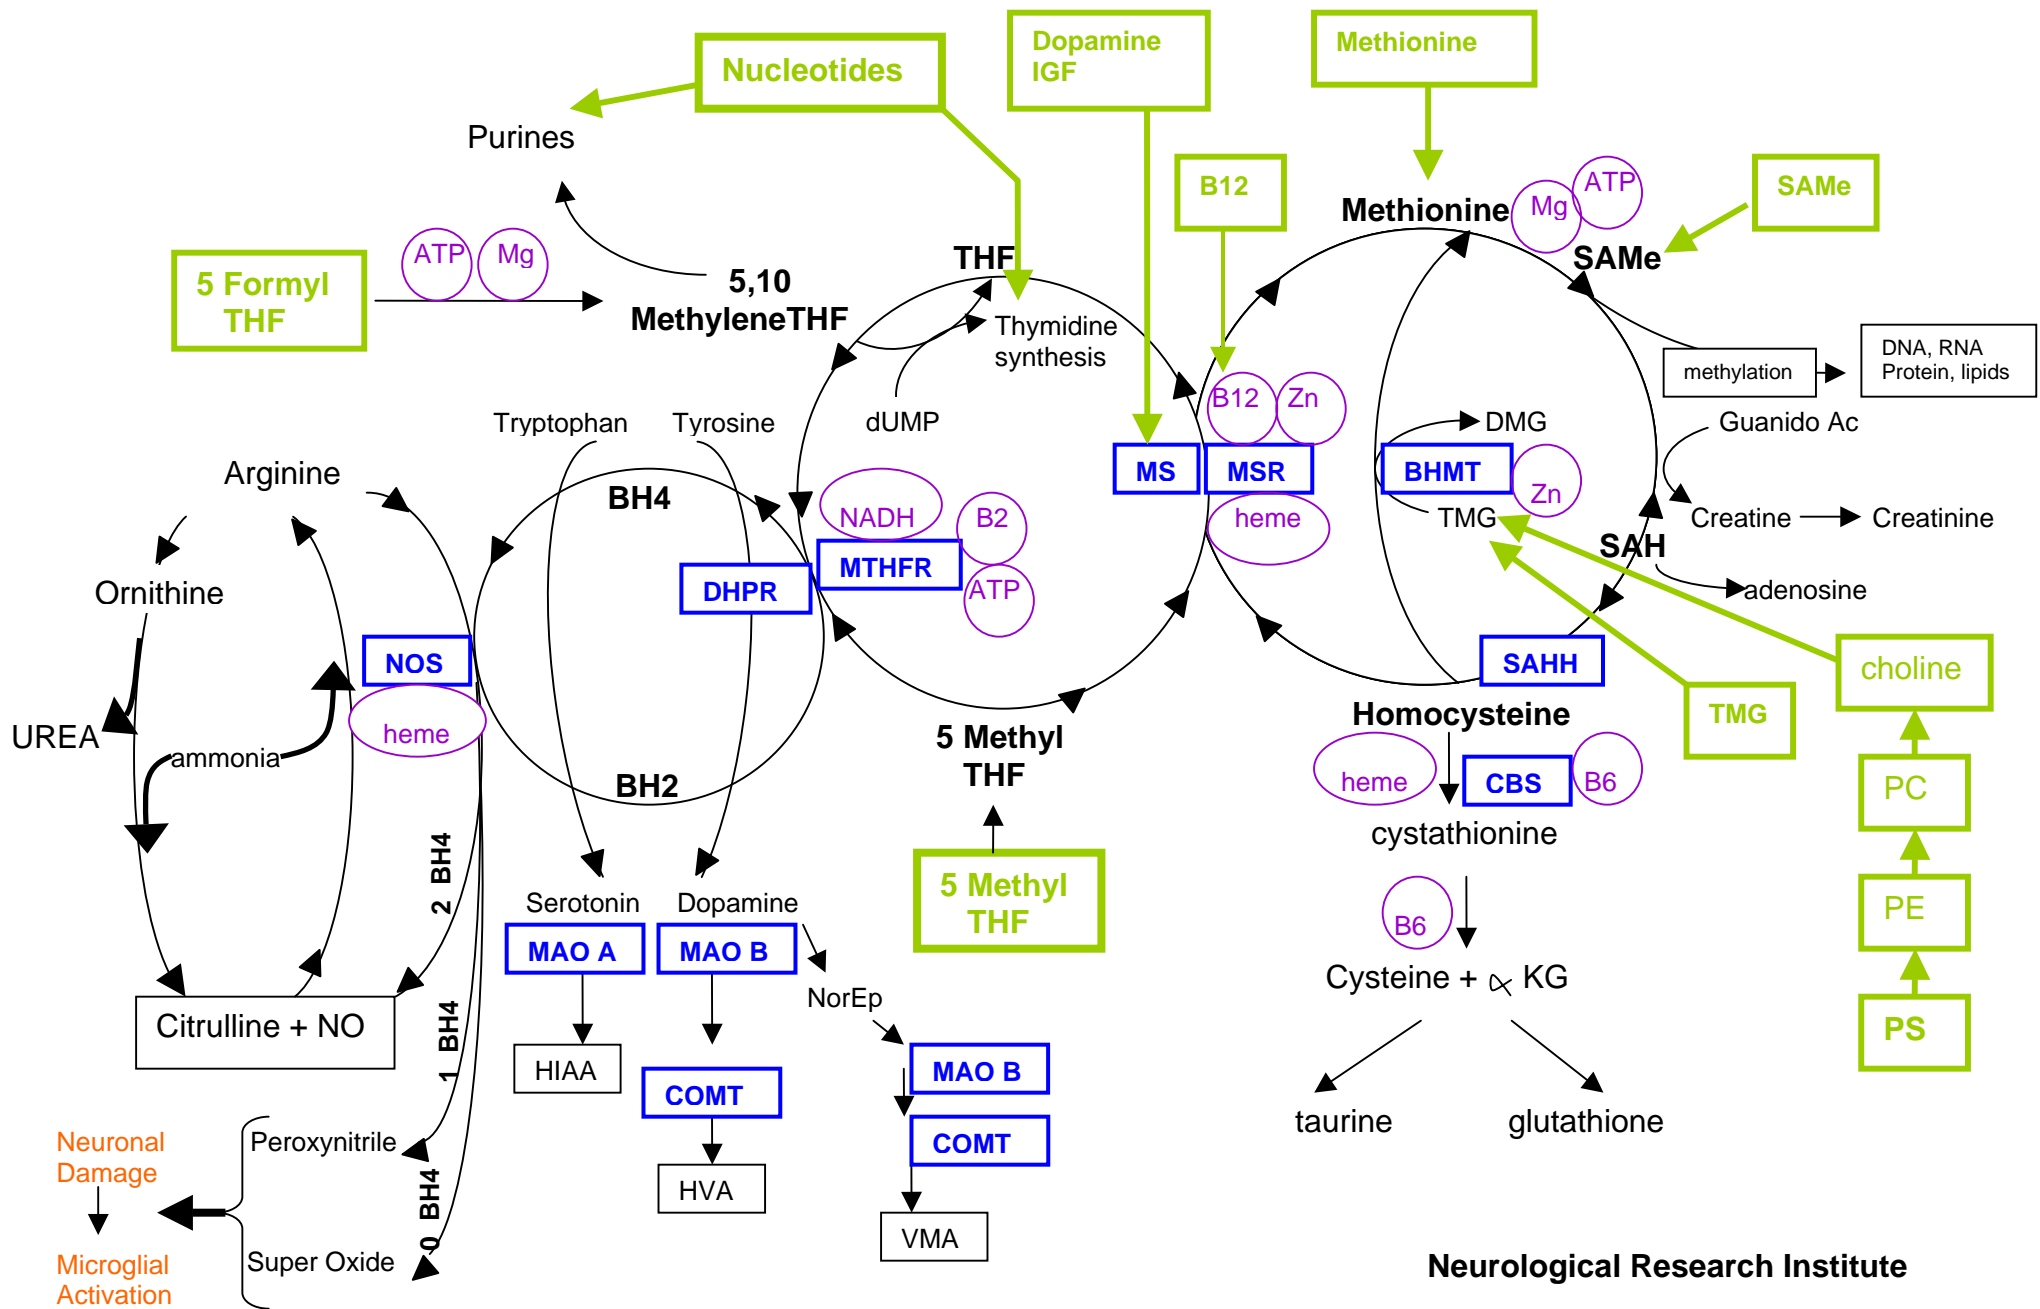 Nucleotides
Dopamine
IGF
Methionine
Purines
B12
SAMe
ATP
Mg
Methionine
SAMe
5 Formyl
THF
ATP
Mg
5,10
MethyleneTHF
THF
Thymidine
synthesis
dUMP
methylation
DNA, RNA
Protein, lipids
Tryptophan
Tyrosine
B12
Zn
DMG
Guanido Ac
Arginine
BH4
NADH
B2
MS
MSR
BHMT
Zn
heme
TMG
Creatine
Creatinine
SAH
adenosine
Ornithine
DHPR
MTHFR
ATP
NOS
heme
SAHH
choline
UREA
ammonia
BH2
5 Methyl
THF
Homocysteine
TMG
heme
CBS
B6
PC
cystathionine
2 BH4
Serotonin
Dopamine
5 Methyl
THF
B6
PE
MAO A
MAO B
NorEp
Cysteine + α KG
Citrulline + NO
1 BH4
PS
HIAA
COMT
MAO B
COMT
taurine
glutathione
Neuronal
Damage
Peroxynitrile
0 BH4
HVA
VMA
Microglial
Activation
Super Oxide
Neurological Research Institute